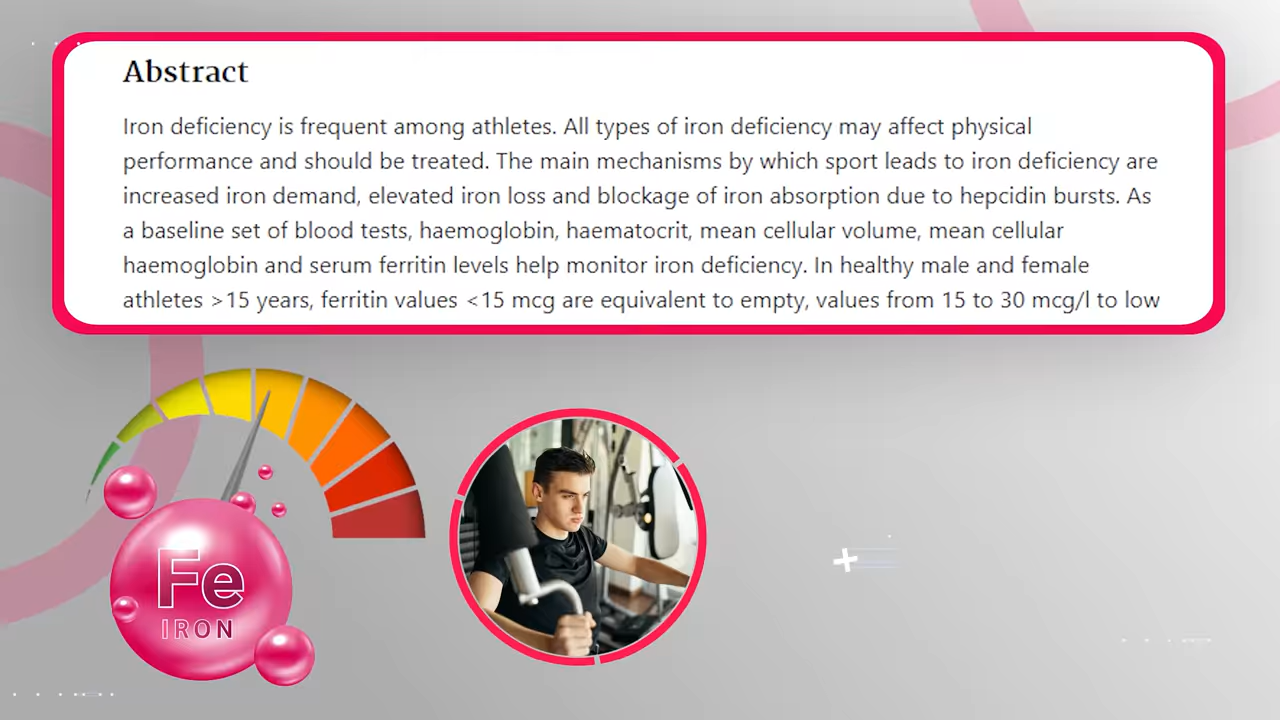 Abstract
Iron deficiency is frequent among athletes. All types of iron deficiency may affect physical
performance and should be treated. The main mechanisms by which sport leads to iron deficiency are
increased iron demand, elevated iron loss and blockage of iron absorption due to hepcidin bursts. As
a baseline set of blood tests, haemoglobin, haematocrit, mean cellular volume, mean cellular
haemoglobin and serum ferritin levels help monitor iron deficiency. In healthy male and female
athletes >15 years, ferritin values <15 mcg are equivalent to empty, values from 15 to 30 mcg/l to low
Fe
IRON